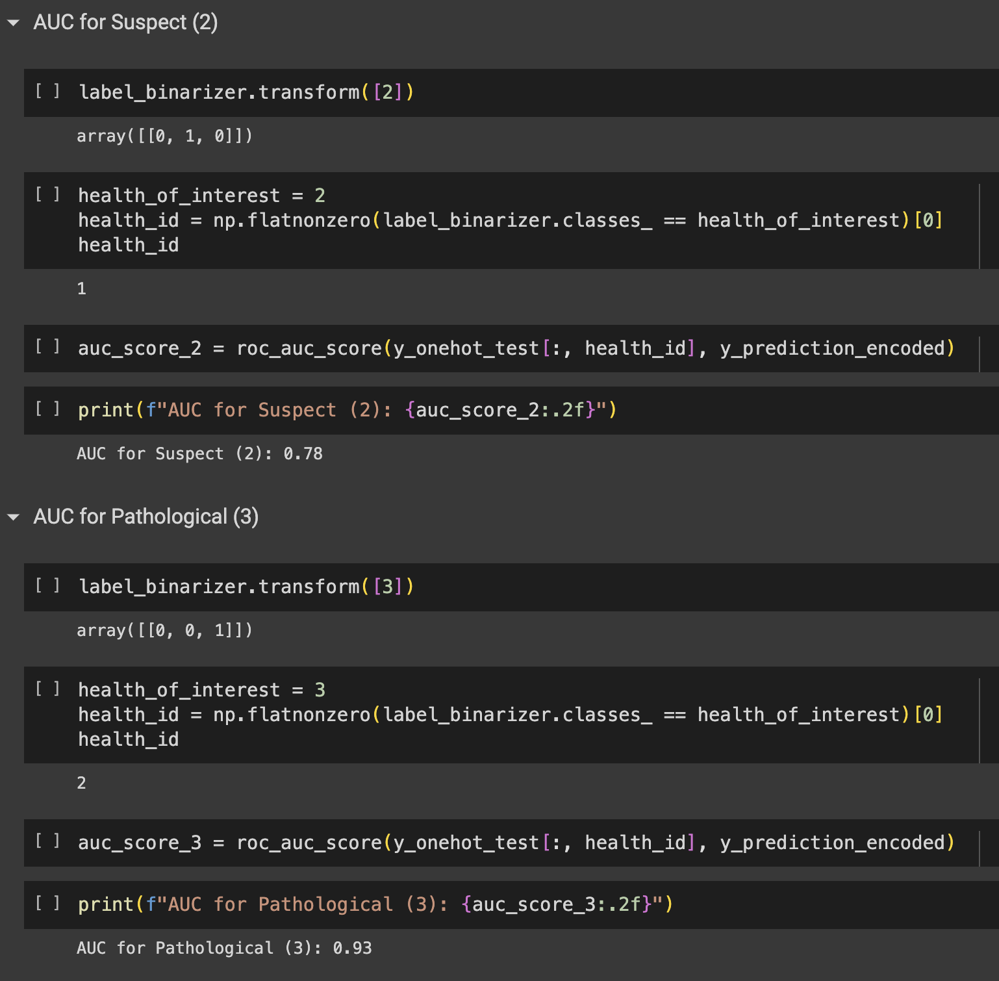 AUC for Suspect (2)
[ ] label_binarizer.transform([2])
array([[0, 1, 0]])
[ ] health_of_interest = 2
health_id = np.flatnonzero(label_binarizer.classes_ == health_of_interest)[0]
health_id
1
[ ] auc_score_2 = roc_auc_score(y_onehot_test[:, health_id], y_prediction_encoded)
[ ] print(f"AUC for Suspect (2): {auc_score_2:.2f}")
AUC for Suspect (2): 0.78
AUC for Pathological (3)
[ ] label_binarizer.transform([3])
array([[0, 0, 1]])
[ ] health_of_interest = 3
health_id = np.flatnonzero(label_binarizer.classes_ == health_of_interest)[0]
health_id
2
[ ] auc_score_3 = roc_auc_score(y_onehot_test[:, health_id], y_prediction_encoded)
[ ] print(f"AUC for Pathological (3): {auc_score_3:.2f}")
AUC for Pathological (3): 0.93